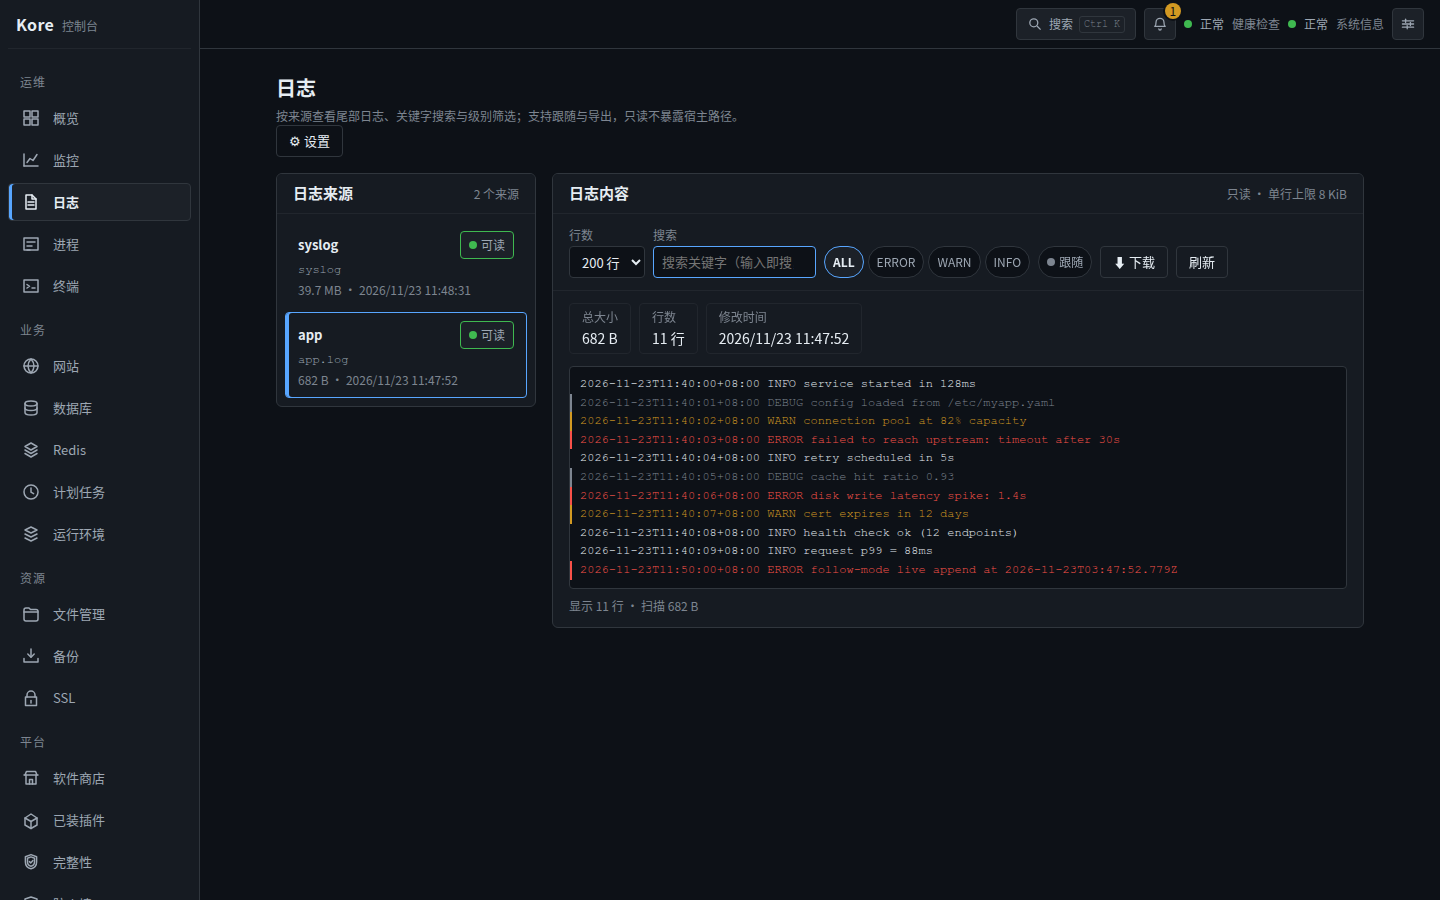 Kore 控制台
搜索 Ctrl K
1
正常 健康检查
正常 系统信息
运维
概览
监控
日志
进程
终端
业务
网站
数据库
Redis
计划任务
运行环境
资源
文件管理
备份
SSL
平台
软件商店
已装插件
完整性
日志
按来源查看尾部日志、关键字搜索与级别筛选；支持跟随与导出，只读不暴露宿主路径。
⚙ 设置
日志来源 2 个来源
syslog 可读
syslog
39.7 MB · 2026/11/23 11:48:31
app 可读
app.log
682 B · 2026/11/23 11:47:52
日志内容 只读 · 单行上限 8 KiB
行数 搜索
200 行 搜索关键字（输入即搜 ALL ERROR WARN INFO 跟随 ⬇ 下载 刷新
总大小 行数 修改时间
682 B 11 行 2026/11/23 11:47:52
2026-11-23T11:40:00+08:00 INFO service started in 128ms
2026-11-23T11:40:01+08:00 DEBUG config loaded from /etc/myapp.yaml
2026-11-23T11:40:02+08:00 WARN connection pool at 82% capacity
2026-11-23T11:40:03+08:00 ERROR failed to reach upstream: timeout after 30s
2026-11-23T11:40:04+08:00 INFO retry scheduled in 5s
2026-11-23T11:40:05+08:00 DEBUG cache hit ratio 0.93
2026-11-23T11:40:06+08:00 ERROR disk write latency spike: 1.4s
2026-11-23T11:40:07+08:00 WARN cert expires in 12 days
2026-11-23T11:40:08+08:00 INFO health check ok (12 endpoints)
2026-11-23T11:40:09+08:00 INFO request p99 = 88ms
2026-11-23T11:50:00+08:00 ERROR follow-mode live append at 2026-11-23T03:47:52.779Z
显示 11 行 · 扫描 682 B